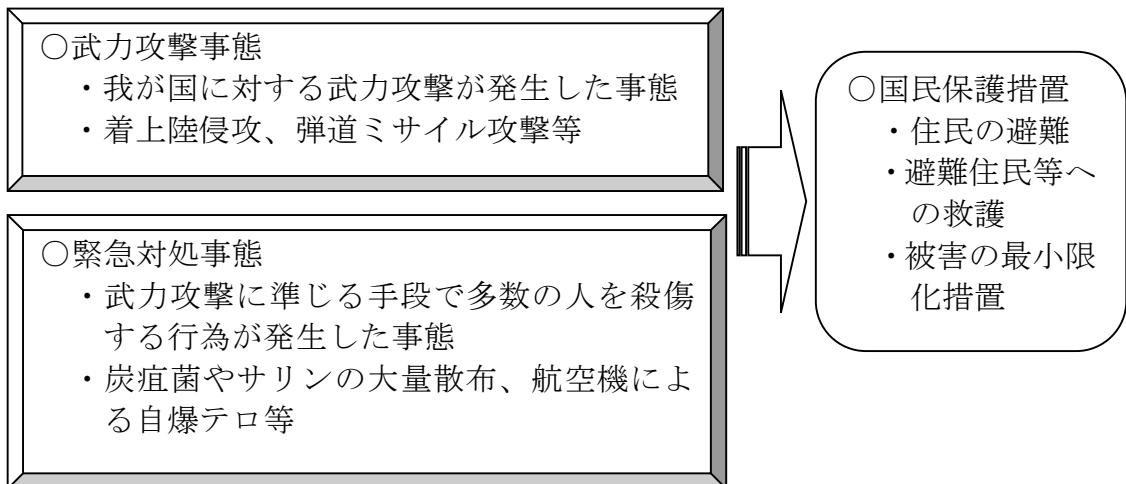 ○武力攻撃事態
・我が国に対する武力攻撃が発生した事態
・着上陸侵攻、弾道ミサイル攻撃等
○緊急対処事態
・武力攻撃に準じる手段で多数の人を殺傷
する行為が発生した事態
・炭疽菌やサリンの大量散布、航空機によ
る自爆テロ等
○国民保護措置
・住民の避難
・避難住民等へ
の救護
・被害の最小限
化措置